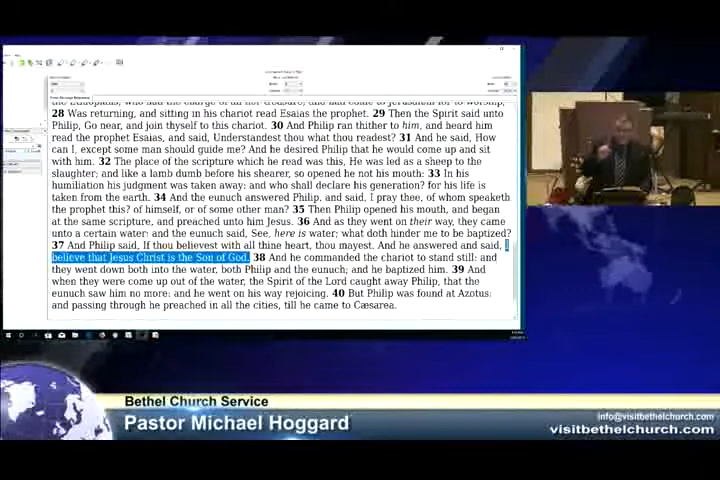 28 Was returning, and sitting in his chariot read Esaias the prophet. 29 Then the Spirit said unto
Philip, Go near, and join thyself to this chariot. 30 And Philip ran thither to him, and heard him
read the prophet Esaias, and said, Understandest thou what thou readest? 31 And he said, How
can I, except some man should guide me? And he desired Philip that he would come up and sit
with him. 32 The place of the scripture which he read was this, He was led as a sheep to the
slaughter; and like a lamb dumb before his shearer, so opened he not his mouth: 33 In his
humiliation his judgment was taken away: and who shall declare his generation? for his life is
taken from the earth. 34 And the eunuch answered Philip, and said, I pray thee, of whom speaketh
the prophet this? of himself, or of some other man? 35 Then Philip opened his mouth, and began
at the same scripture, and preached unto him Jesus. 36 And as they went on their way, they came
unto a certain water: and the eunuch said, See, here is water; what doth hinder me to be baptized?
37 And Philip said, If thou believest with all thine heart, thou mayest. And he answered and said, I
believe that Jesus Christ is the Son of God. 38 And he commanded the chariot to stand still: and
they went down both into the water, both Philip and the eunuch; and he baptized him. 39 And
when they were come up out of the water, the Spirit of the Lord caught away Philip, that the
eunuch saw him no more: and he went on his way rejoicing. 40 But Philip was found at Azotus:
and passing through he preached in all the cities, till he came to Cæsarea.
Bethel Church Service
Pastor Michael Hoggard
info@visitbethelchurch.com
visitbethelchurch.com